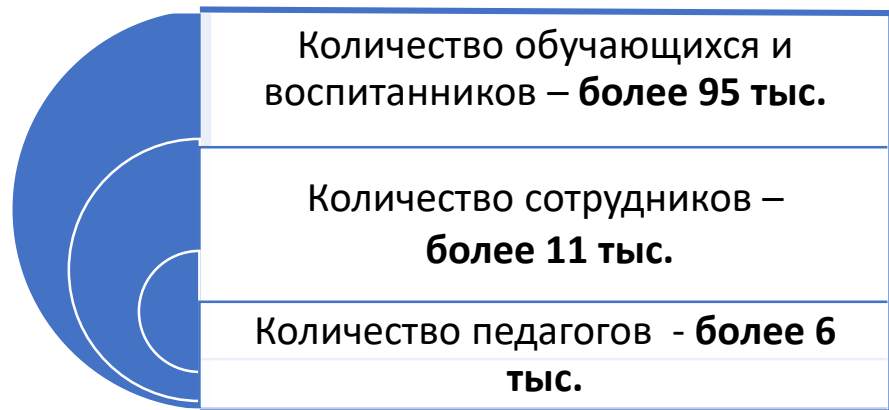 Количество обучающихся и
воспитанников – более 95 тыс.
Количество сотрудников –
более 11 тыс.
Количество педагогов - более 6
тыс.